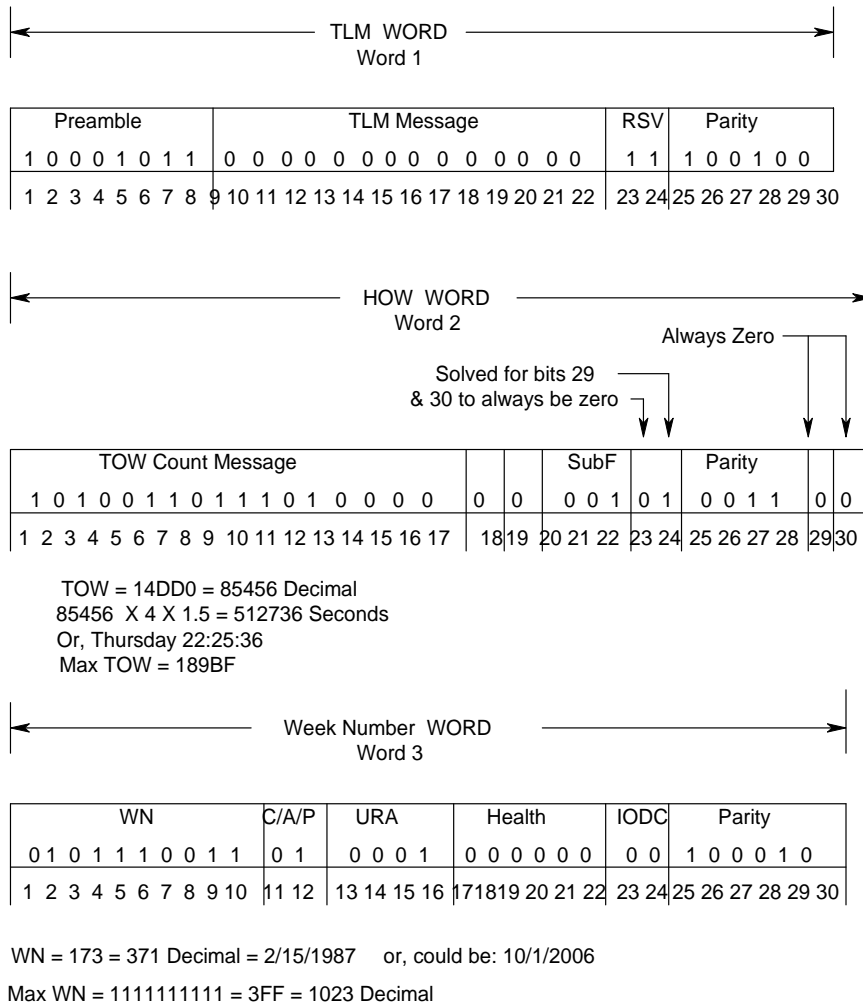 TLM WORD
Word 1
Preamble TLM Message RSV Parity
1 0 0 0 1 0 1 1 0 0 0 0 0 0 0 0 0 0 0 0 0 0 1 1 1 0 0 1 0 0
1 2 3 4 5 6 7 8 9 10 11 12 13 14 15 16 17 18 19 20 21 22 23 24 25 26 27 28 29 30
HOW WORD
Word 2
Always Zero
Solved for bits 29
& 30 to always be zero
TOW Count Message SubF Parity
1 0 1 0 0 1 1 0 1 1 1 0 1 0 0 0 0 0 0 0 0 1 0 1 0 0 1 1 0 0
1 2 3 4 5 6 7 8 9 10 11 12 13 14 15 16 17 18 19 20 21 22 23 24 25 26 27 28 29 30
TOW = 14DD0 = 85456 Decimal
85456 X 4 X 1.5 = 512736 Seconds
Or, Thursday 22:25:36
Max TOW = 189BF
Week Number WORD
Word 3
WN C/A/P URA Health IODC Parity
0 1 0 1 1 1 0 0 1 1 0 1 0 0 0 1 0 0 0 0 0 0 0 0 1 0 0 0 1 0
1 2 3 4 5 6 7 8 9 10 11 12 13 14 15 16 17 18 19 20 21 22 23 24 25 26 27 28 29 30
WN = 173 = 371 Decimal = 2/15/1987 or, could be: 10/1/2006
Max WN = 1111111111 = 3FF = 1023 Decimal